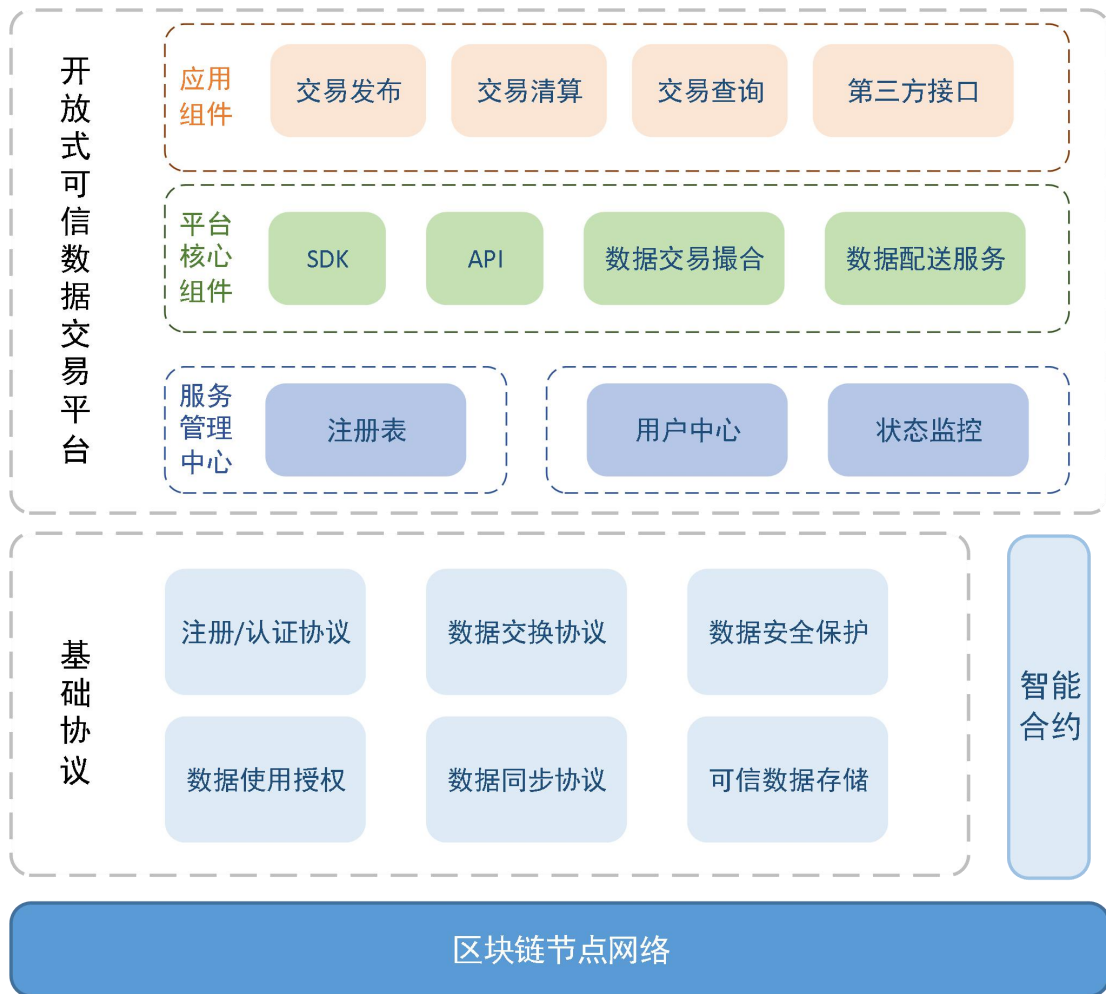 开放式可信数据交易平台
应用
组件
交易发布
交易清算
交易查询
第三方接口
平台
核心
组件
SDK
API
数据交易撮合
数据配送服务
服务
管理
中心
注册表
用户中心
状态监控
基础协议
注册/认证协议
数据交换协议
数据安全保护
数据使用授权
数据同步协议
可信数据存储
智能
合约
区块链节点网络